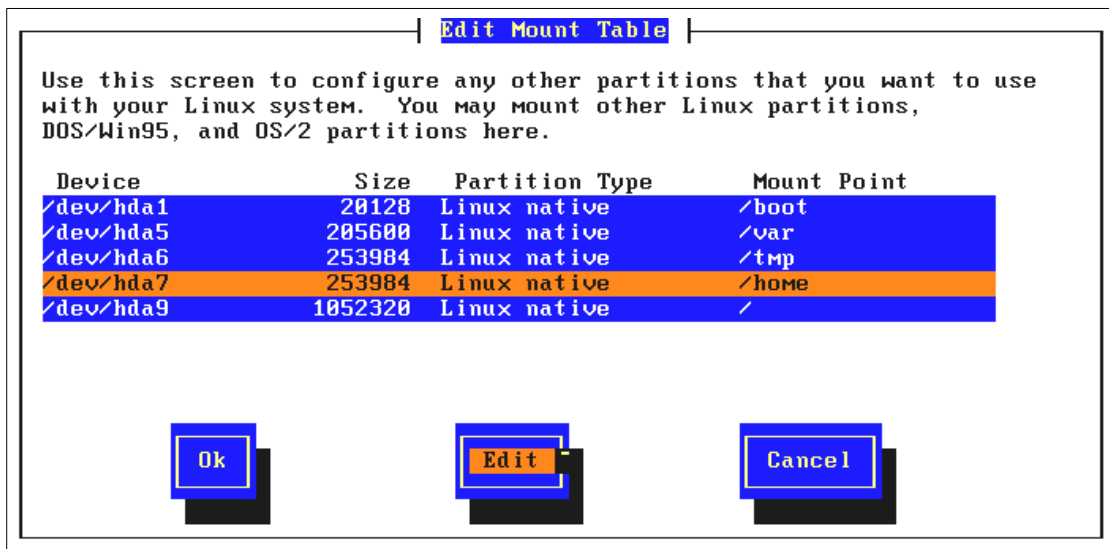 Edit Mount Table
Use this screen to configure any other partitions that you want to use
with your Linux system.  You may mount other Linux partitions,
DOS/Win95, and OS/2 partitions here.
Device Size Partition Type Mount Point
/dev/hda1 20128 Linux native /boot
/dev/hda5 205600 Linux native /var
/dev/hda6 253984 Linux native /tmp
/dev/hda7 253984 Linux native /home
/dev/hda9 1052320 Linux native /
Ok Edit Cancel